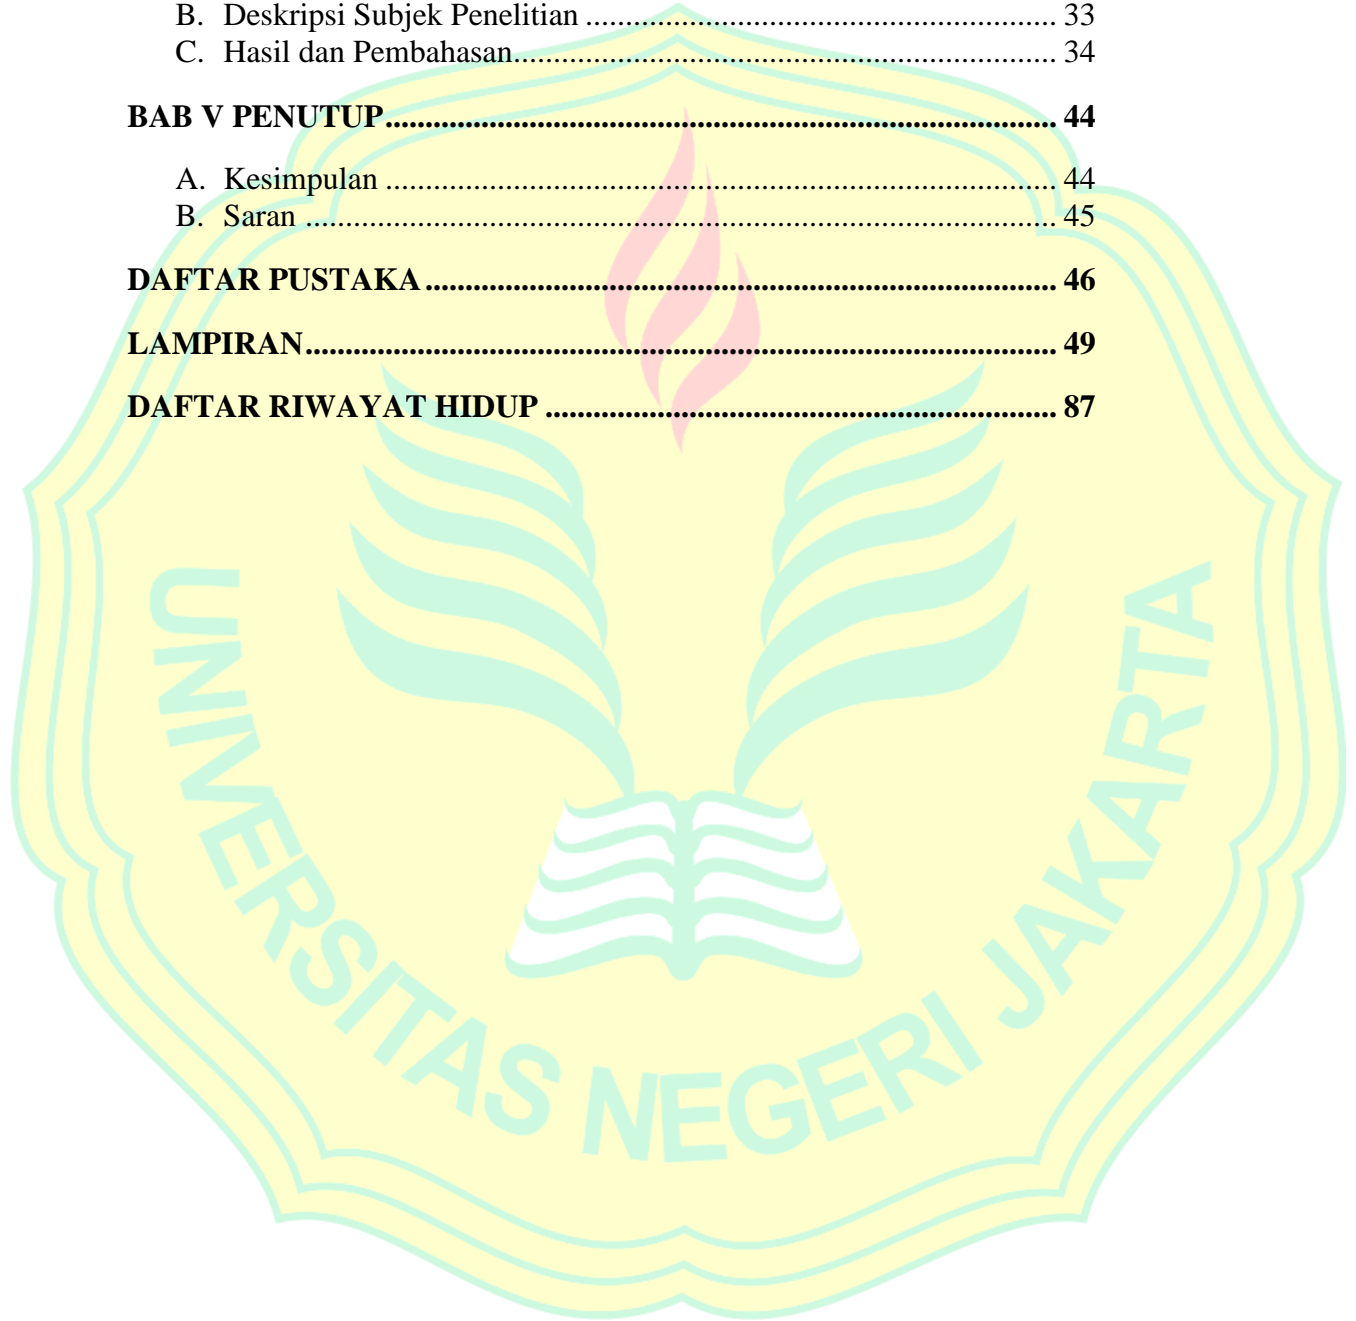 B. Deskripsi Subjek Penelitian ............................................................ 33
C. Hasil dan Pembahasan.................................................................... 34
BAB V PENUTUP.................................................................................... 44
A. Kesimpulan .................................................................................... 44
B. Saran .............................................................................................. 45
DAFTAR PUSTAKA ............................................................................... 46
LAMPIRAN.............................................................................................. 49
DAFTAR RIWAYAT HIDUP ................................................................ 87
UNIVERSITAS NEGERI JAKARTA